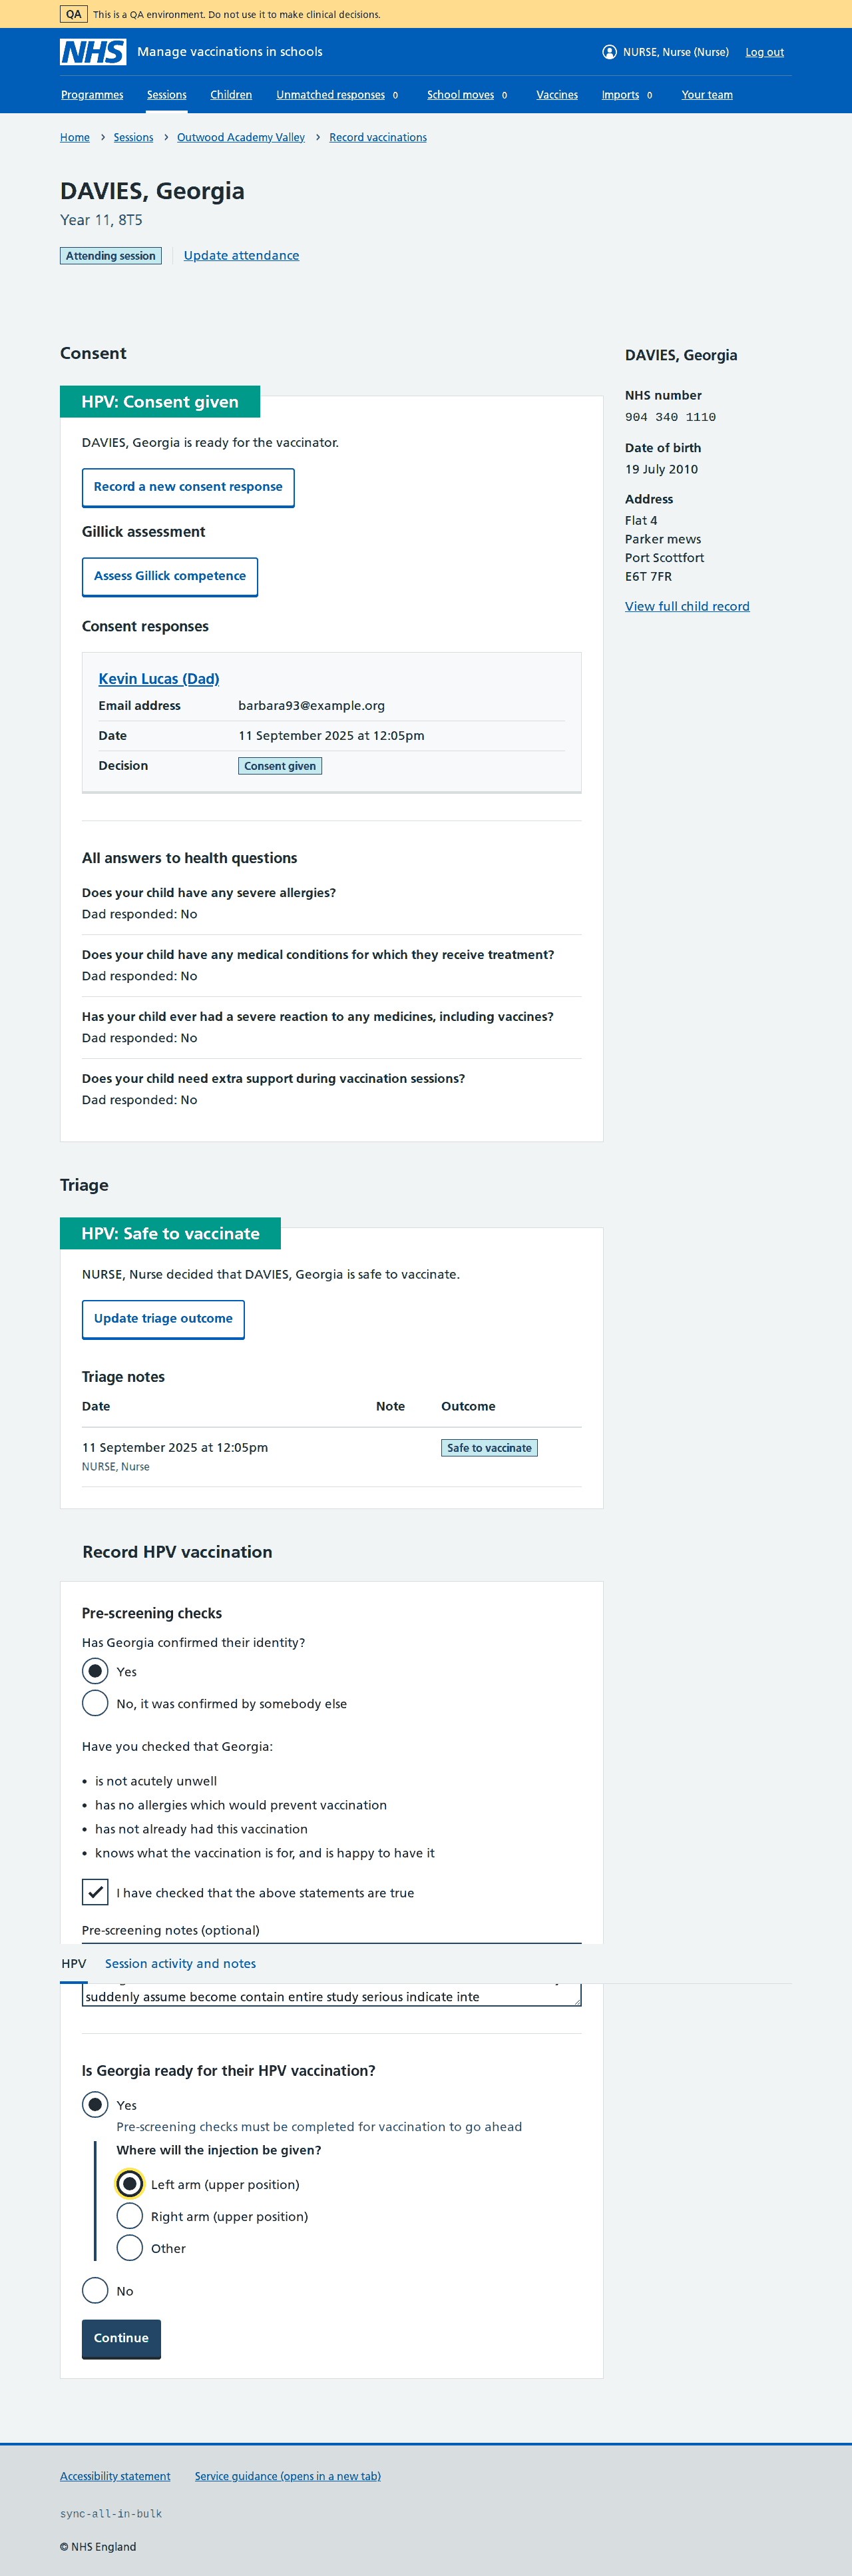 QA This is a QA environment. Do not use it to make clinical decisions.
NHS Manage vaccinations in schools NURSE, Nurse (Nurse) Log out
Programmes Sessions Children Unmatched responses 0 School moves 0 Vaccines Imports 0 Your team
Home Sessions Outwood Academy Valley Record vaccinations
DAVIES, Georgia
Year 11, 8T5
Attending session Update attendance
Consent
HPV: Consent given
DAVIES, Georgia is ready for the vaccinator.
Record a new consent response
Gillick assessment
Assess Gillick competence
Consent responses
Kevin Lucas (Dad)
Email address barbara93@example.org
Date 11 September 2025 at 12:05pm
Decision Consent given
All answers to health questions
Does your child have any severe allergies?
Dad responded: No
Does your child have any medical conditions for which they receive treatment?
Dad responded: No
Has your child ever had a severe reaction to any medicines, including vaccines?
Dad responded: No
Does your child need extra support during vaccination sessions?
Dad responded: No
DAVIES, Georgia
NHS number
904 340 1110
Date of birth
19 July 2010
Address
Flat 4
Parker mews
Port Scottfort
E6T 7FR
View full child record
Triage
HPV: Safe to vaccinate
NURSE, Nurse decided that DAVIES, Georgia is safe to vaccinate.
Update triage outcome
Triage notes
Date Note Outcome
11 September 2025 at 12:05pm Safe to vaccinate
NURSE, Nurse
Record HPV vaccination
Pre-screening checks
Has Georgia confirmed their identity?
Yes
No, it was confirmed by somebody else
Have you checked that Georgia:
• is not acutely unwell
• has no allergies which would prevent vaccination
• has not already had this vaccination
• knows what the vaccination is for, and is happy to have it
I have checked that the above statements are true
Pre-screening notes (optional)
HPV Session activity and notes
suddenly assume become contain entire study serious indicate inte
Is Georgia ready for their HPV vaccination?
Yes
Pre-screening checks must be completed for vaccination to go ahead
Where will the injection be given?
Left arm (upper position)
Right arm (upper position)
Other
No
Continue
Accessibility statement Service guidance (opens in a new tab)
sync-all-in-bulk
© NHS England